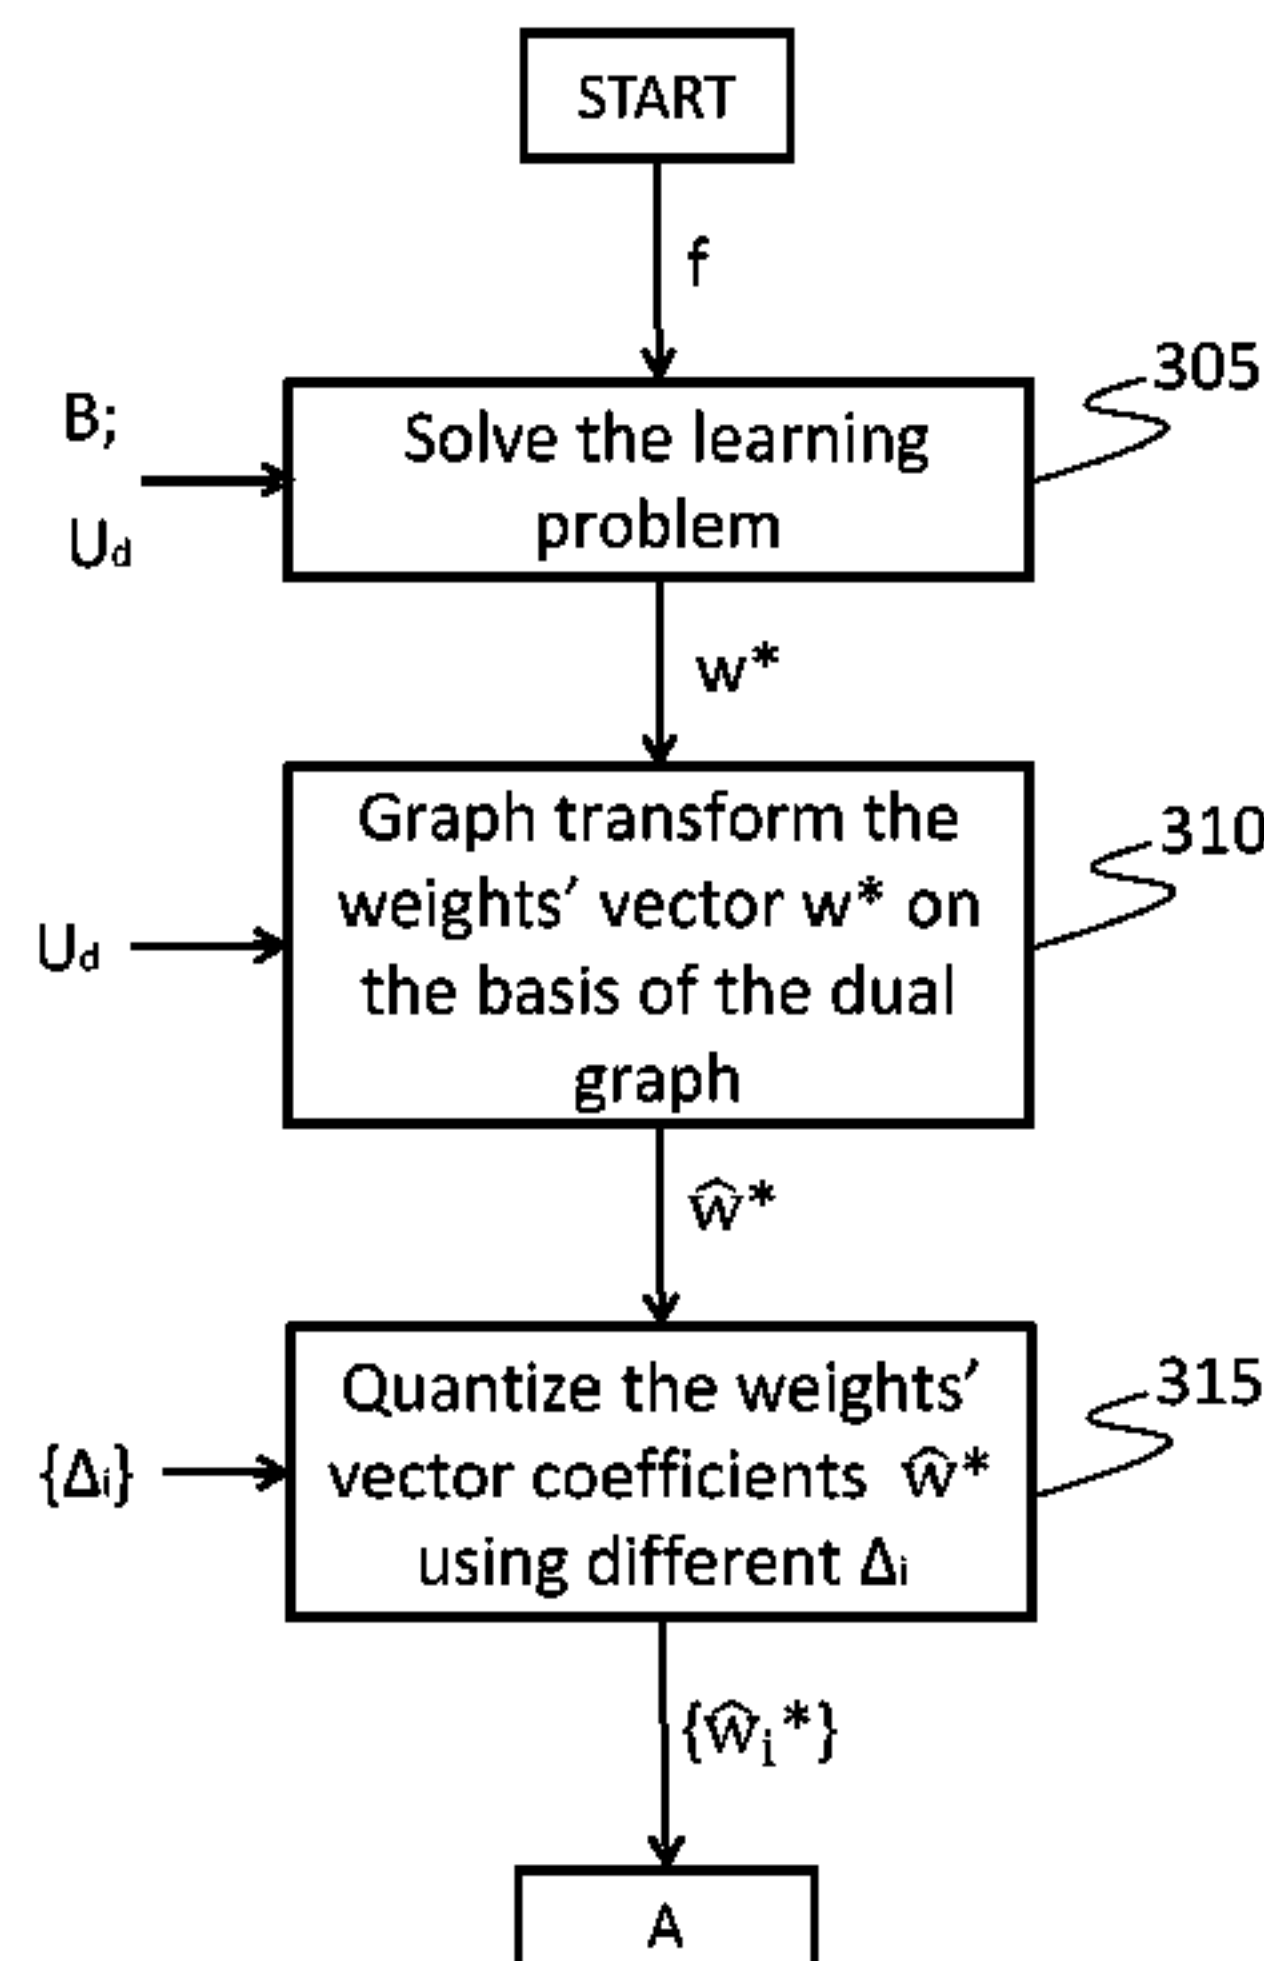 START
f
305
B;
Ud
Solve the learning
problem
w*
310
Ud
Graph transform the
weights’ vector w* on
the basis of the dual
graph
ŵ*
315
{Δi}
Quantize the weights’
vector coefficients ŵ*
using different Δi
{ŵi*}
A